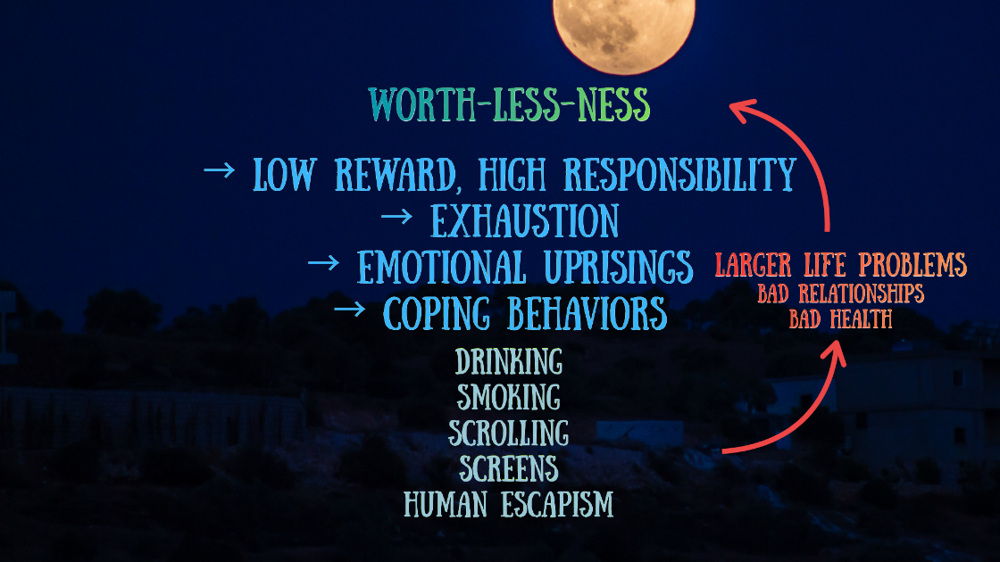 WORTH-LESS-NESS
→ LOW REWARD, HIGH RESPONSIBILITY
→ EXHAUSTION
→ EMOTIONAL UPRISINGS
→ COPING BEHAVIORS
DRINKING
SMOKING
SCROLLING
SCREENS
HUMAN ESCAPISM
LARGER LIFE PROBLEMS
BAD RELATIONSHIPS
BAD HEALTH